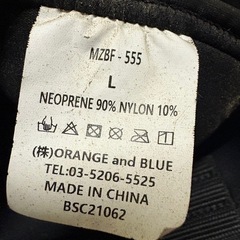 MZBF - 555
L
NEOPRENE 90% NYLON 10%
(株)ORANGE and BLUE
TEL:03-5206-5525
MADE IN CHINA
BSC21062